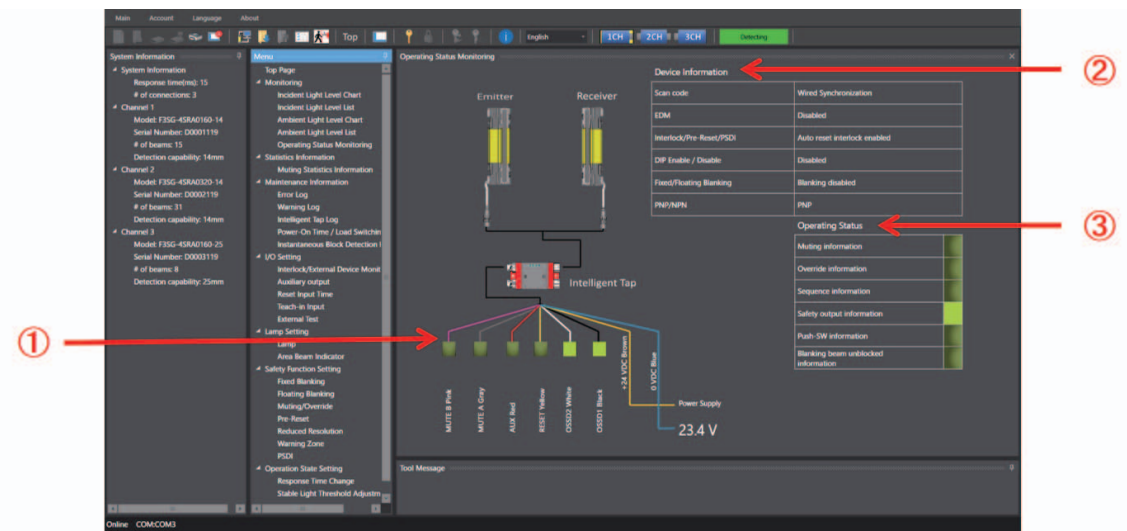 Main Account Language About
Top English 1CH 2CH 3CH Detecting
System Information
System Information
Response time(ms): 15
# of connections: 3
Channel 1
Model: F3SG-4SRA0160-14
Serial Number: D0001119
# of beams: 15
Detection capability: 14mm
Channel 2
Model: F3SG-4SRA0320-14
Serial Number: D0002119
# of beams: 31
Detection capability: 14mm
Channel 3
Model: F3SG-4SRA0160-25
Serial Number: D0003119
# of beams: 8
Detection capability: 25mm
Menu
Top Page
Monitoring
Incident Light Level Chart
Incident Light Level List
Ambient Light Level Chart
Ambient Light Level List
Operating Status Monitoring
Statistics Information
Muting Statistics Information
Maintenance Information
Error Log
Warning Log
Intelligent Tap Log
Power-On Time / Load Switchin
Instantaneous Block Detection I
I/O Setting
Interlock/External Device Monit
Auxiliary output
Reset Input Time
Teach-in Input
External Test
Lamp Setting
Lamp
Area Beam Indicator
Safety Function Setting
Fixed Blanking
Floating Blanking
Muting/Override
Pre-Reset
Reduced Resolution
Warning Zone
PSDI
Operation State Setting
Response Time Change
Stable Light Threshold Adjustm
Operating Status Monitoring
Emitter
Receiver
Intelligent Tap
MUTE B Pink
MUTE A Gray
AUX Red
RESET Yellow
OSSD2 White
OSSD1 Black
+24 VDC Brown
0 VDC Blue
Power Supply
23.4 V
Device Information
Scan code Wired Synchronization
EDM Disabled
Interlock/Pre-Reset/PSDI Auto reset interlock enabled
DIP Enable / Disable Disabled
Fixed/Floating Blanking Blanking disabled
PNP/NPN PNP
Operating Status
Muting information
Override information
Sequence information
Safety output information
Push-SW information
Blanking beam unblocked
information
Tool Message
Online COM:COM3
①
②
③